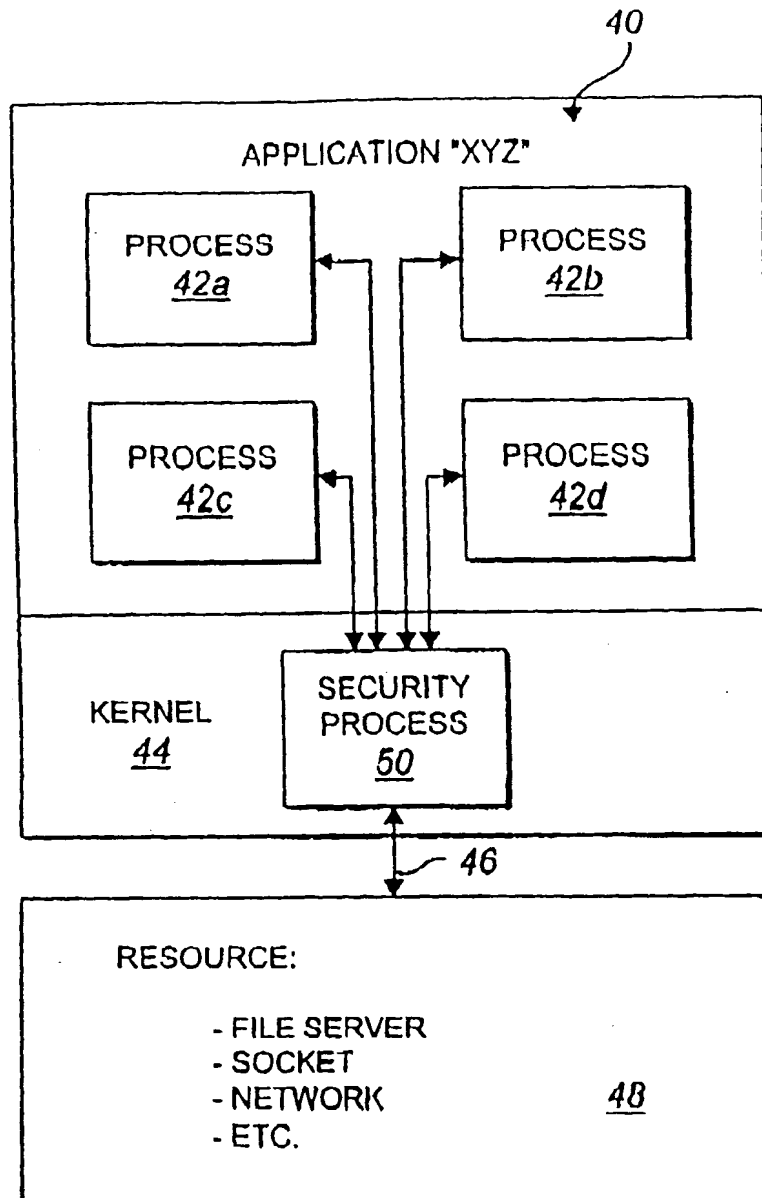 40
APPLICATION "XYZ"
PROCESS
42a
PROCESS
42b
PROCESS
42c
PROCESS
42d
KERNEL
44
SECURITY
PROCESS
50
46
RESOURCE:
- FILE SERVER
- SOCKET
- NETWORK
- ETC.
48